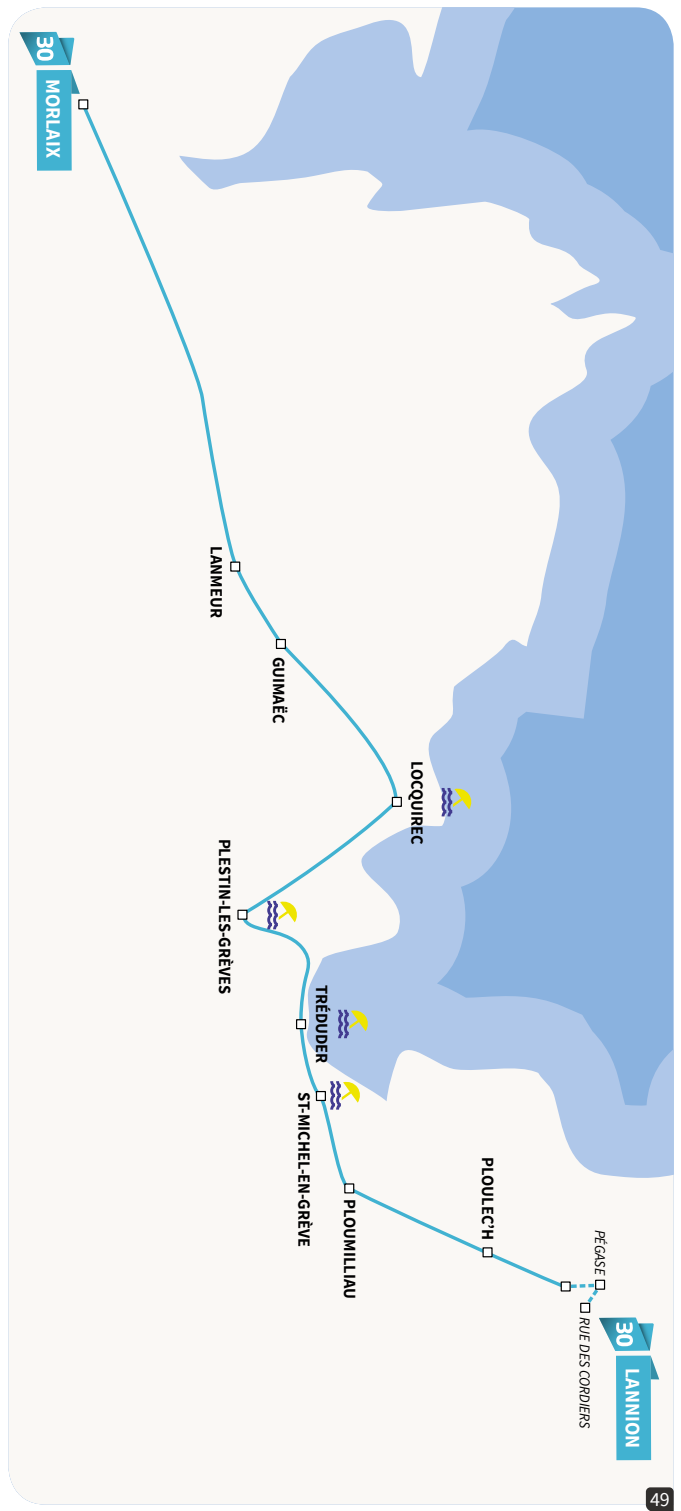 30
MORLAIX
LANMEUR
GUIMAËC
LOCQUIREC
PLESTIN-LES-GRÈVES
TRÉDUDER
ST-MICHEL-EN-GRÈVE
PLOUMILLIAU
PLOULEC'H
PÉGASE
RUE DES CORDIERS
30
LANNION
49